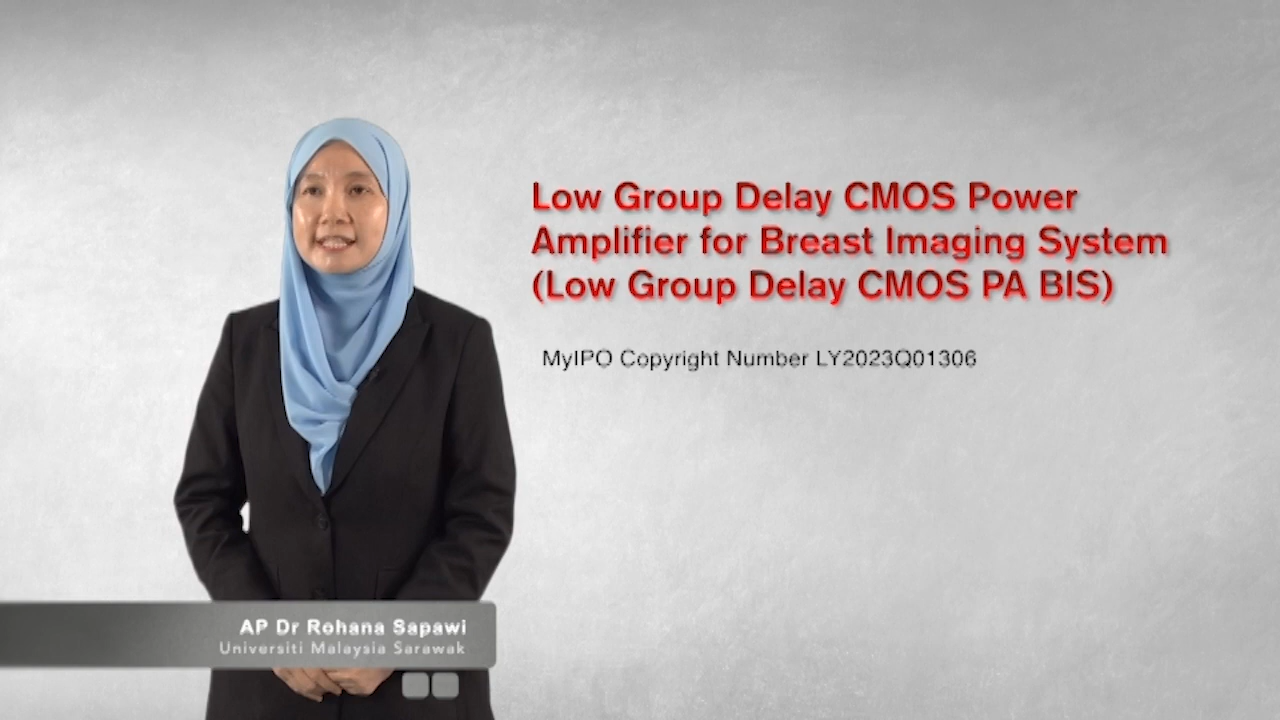 Low Group Delay CMOS Power
Amplifier for Breast Imaging System
(Low Group Delay CMOS PA BIS)
MyIPO Copyright Number LY2023Q01306
AP Dr Rohana Sapawi
Universiti Malaysia Sarawak